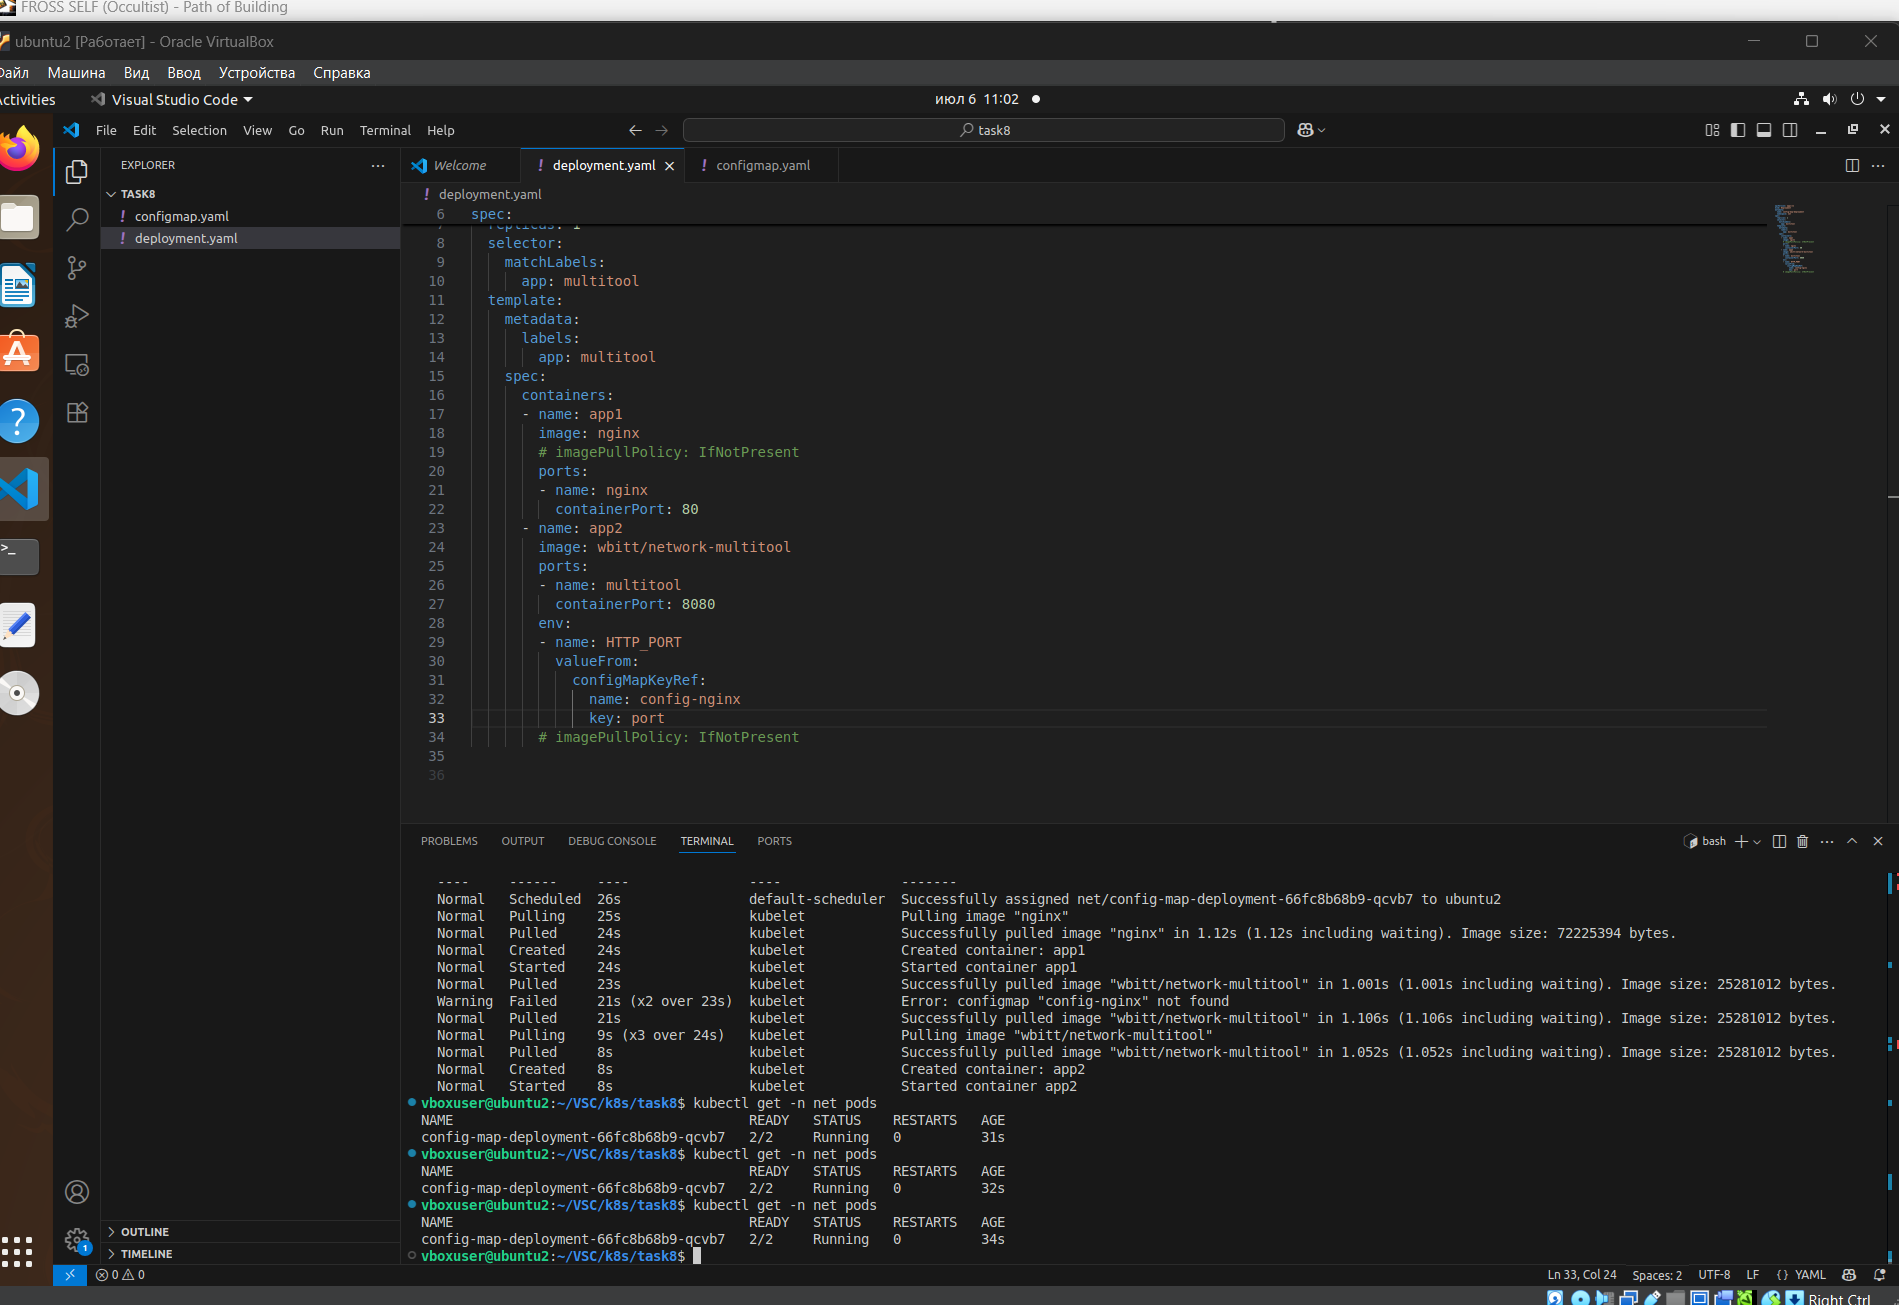 FROSS SELF (Occultist) - Path of Building
ubuntu2 [Работает] - Oracle VirtualBox
Файл Машина Вид Ввод Устройства Справка
Activities Visual Studio Code июл 6 11:02
File Edit Selection View Go Run Terminal Help task8
EXPLORER
TASK8
configmap.yaml
deployment.yaml
OUTLINE
TIMELINE
Welcome ! deployment.yaml ! configmap.yaml
! deployment.yaml
6 spec:
7 replicas: 1
8 selector:
9 matchLabels:
10 app: multitool
11 template:
12 metadata:
13 labels:
14 app: multitool
15 spec:
16 containers:
17 - name: app1
18 image: nginx
19 # imagePullPolicy: IfNotPresent
20 ports:
21 - name: nginx
22 containerPort: 80
23 - name: app2
24 image: wbitt/network-multitool
25 ports:
26 - name: multitool
27 containerPort: 8080
28 env:
29 - name: HTTP_PORT
30 valueFrom:
31 configMapKeyRef:
32 name: config-nginx
33 key: port
34 # imagePullPolicy: IfNotPresent
35
36
PROBLEMS OUTPUT DEBUG CONSOLE TERMINAL PORTS bash
---- ------ ---- ---- -------
Normal Scheduled 26s default-scheduler Successfully assigned net/config-map-deployment-66fc8b68b9-qcvb7 to ubuntu2
Normal Pulling 25s kubelet Pulling image "nginx"
Normal Pulled 24s kubelet Successfully pulled image "nginx" in 1.12s (1.12s including waiting). Image size: 72225394 bytes.
Normal Created 24s kubelet Created container: app1
Normal Started 24s kubelet Started container app1
Normal Pulled 23s kubelet Successfully pulled image "wbitt/network-multitool" in 1.001s (1.001s including waiting). Image size: 25281012 bytes.
Warning Failed 21s (x2 over 23s) kubelet Error: configmap "config-nginx" not found
Normal Pulled 21s kubelet Successfully pulled image "wbitt/network-multitool" in 1.106s (1.106s including waiting). Image size: 25281012 bytes.
Normal Pulling 9s (x3 over 24s) kubelet Pulling image "wbitt/network-multitool"
Normal Pulled 8s kubelet Successfully pulled image "wbitt/network-multitool" in 1.052s (1.052s including waiting). Image size: 25281012 bytes.
Normal Created 8s kubelet Created container: app2
Normal Started 8s kubelet Started container app2
vboxuser@ubuntu2:~/VSC/k8s/task8$ kubectl get -n net pods
NAME READY STATUS RESTARTS AGE
config-map-deployment-66fc8b68b9-qcvb7 2/2 Running 0 31s
vboxuser@ubuntu2:~/VSC/k8s/task8$ kubectl get -n net pods
NAME READY STATUS RESTARTS AGE
config-map-deployment-66fc8b68b9-qcvb7 2/2 Running 0 32s
vboxuser@ubuntu2:~/VSC/k8s/task8$ kubectl get -n net pods
NAME READY STATUS RESTARTS AGE
config-map-deployment-66fc8b68b9-qcvb7 2/2 Running 0 34s
vboxuser@ubuntu2:~/VSC/k8s/task8$
0 0 Ln 33, Col 24 Spaces: 2 UTF-8 LF {} YAML
Right Ctrl